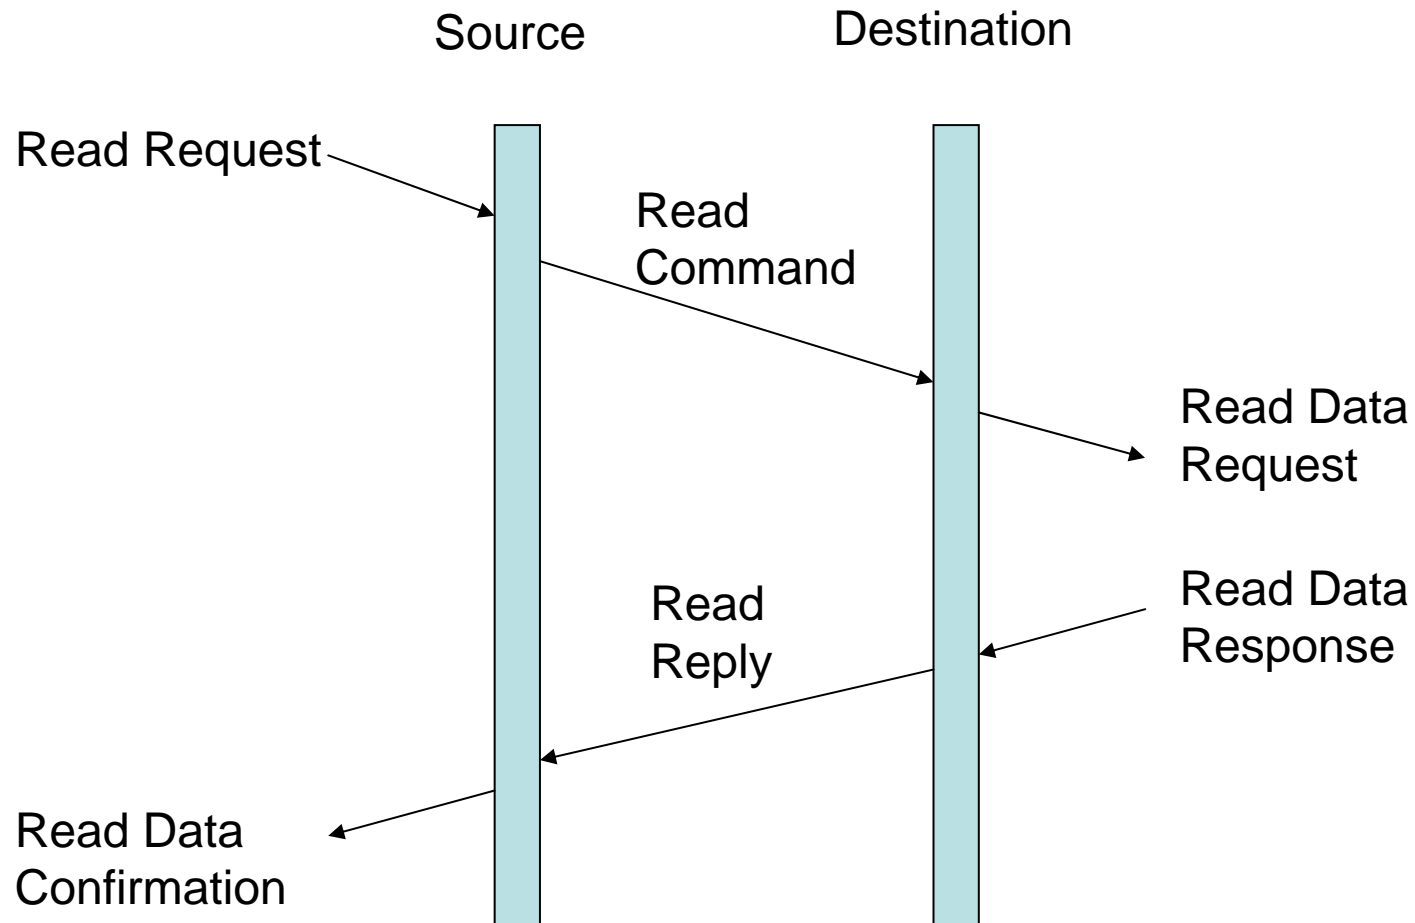 Source
Destination
Read Request
Read
Command
Read Data
Request
Read Data
Response
Read
Reply
Read Data
Confirmation